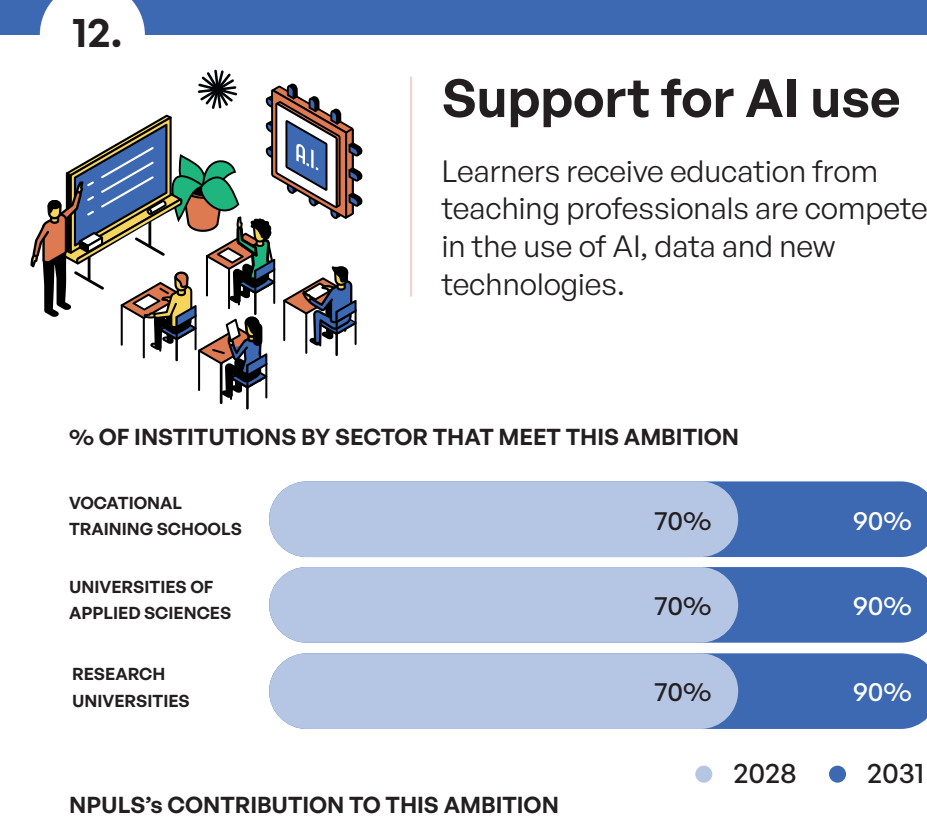 12.
A.I.
Support for AI use
Learners receive education from
teaching professionals are compete
in the use of AI, data and new
technologies.
% OF INSTITUTIONS BY SECTOR THAT MEET THIS AMBITION
VOCATIONAL
TRAINING SCHOOLS
70% 90%
UNIVERSITIES OF
APPLIED SCIENCES
70% 90%
RESEARCH
UNIVERSITIES
70% 90%
2028 2031
NPULS's CONTRIBUTION TO THIS AMBITION